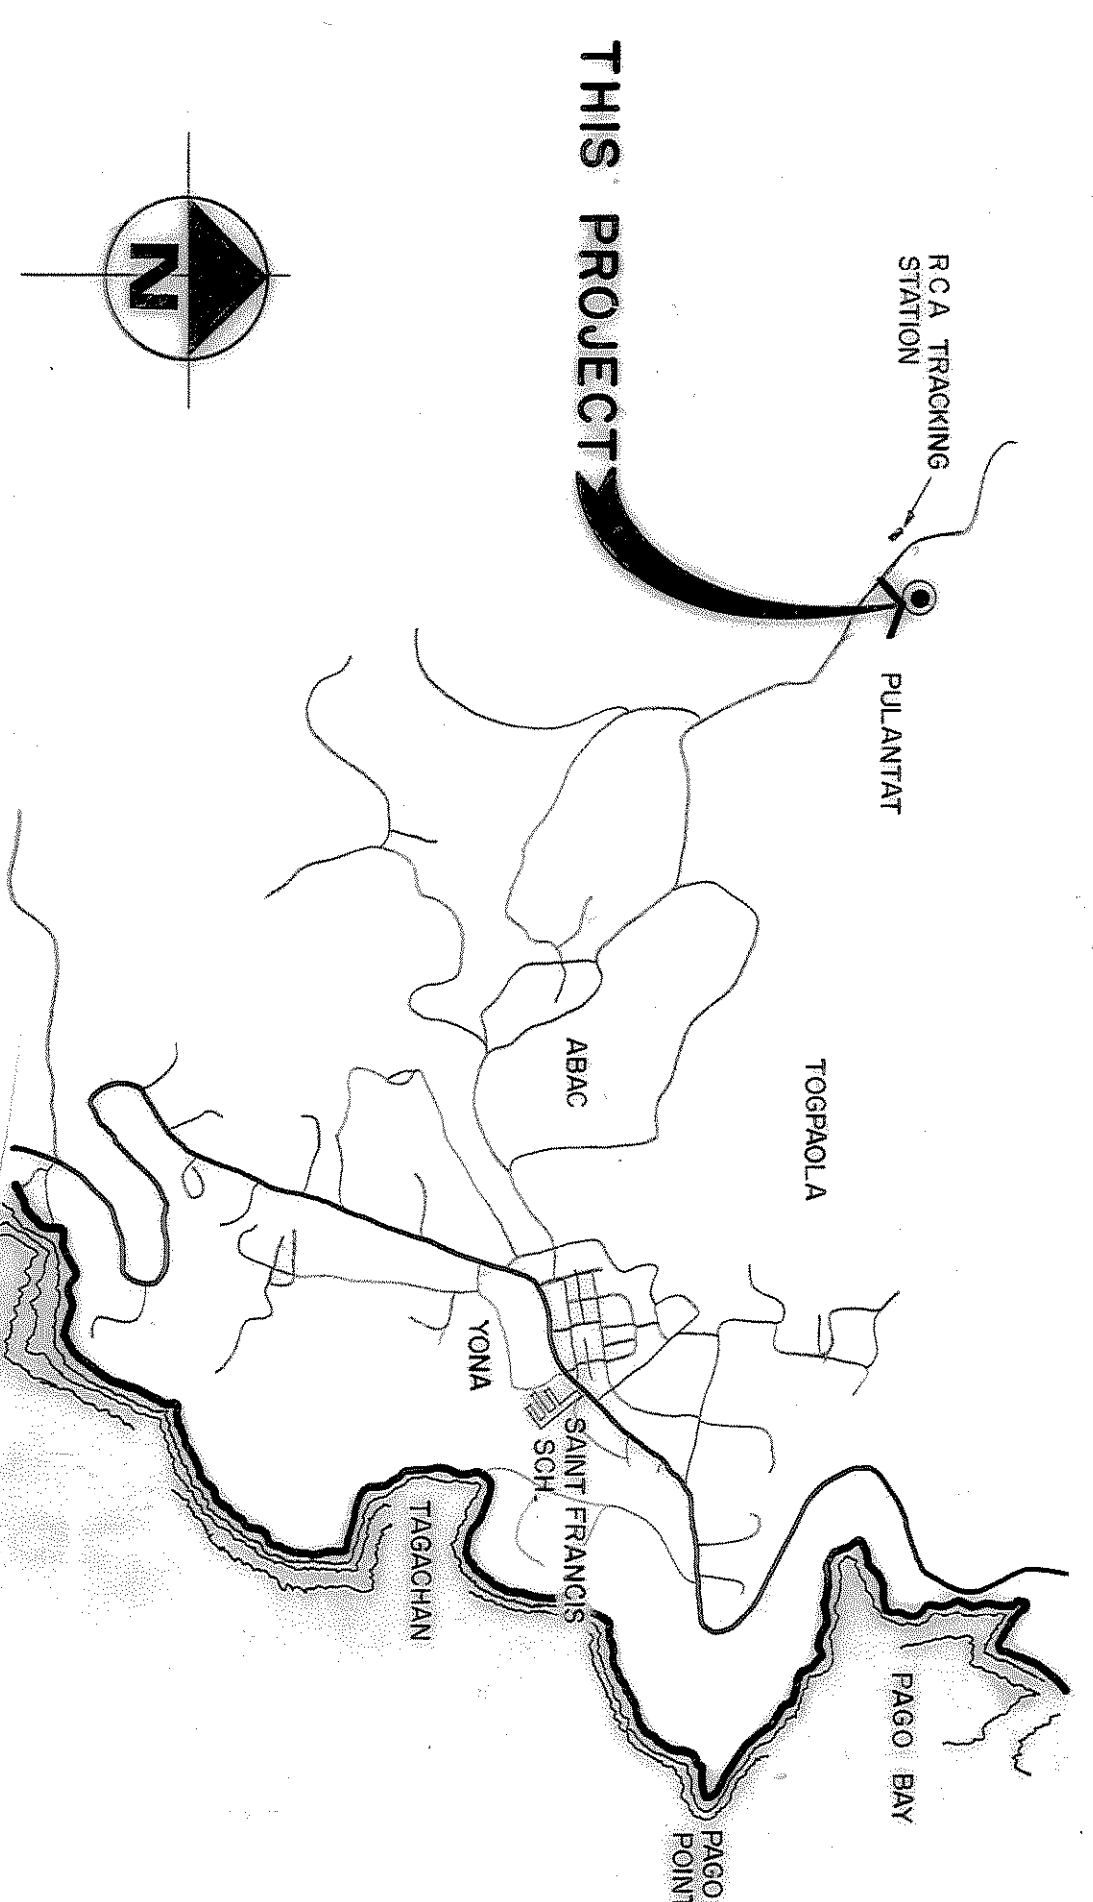 RCA TRACKING
STATION
THIS PROJECT
N
PULANTAT
TOGPAOLA
ABAC
YONA
SAINT FRANCIS
SCH.
TAGACHAN
PAGO BAY
PAGO
POINT